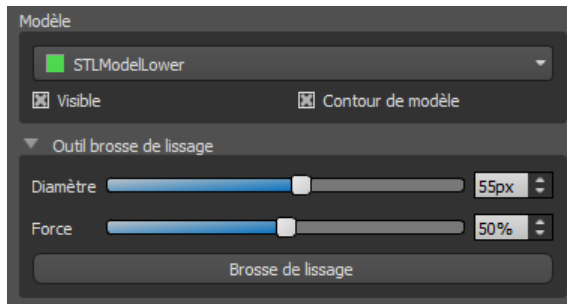 Modèle
STLModelLower
Visible Contour de modèle
Outil brosse de lissage
Diamètre 55px
Force 50%
Brosse de lissage